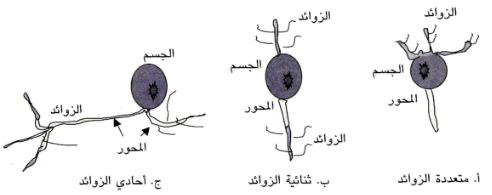 الزوائد
الجسم
المحور
أ. متعددة الزوائد
الزوائد
الجسم
المحور
الزوائد
ب. ثنائية الزوائد
الجسم
الزوائد
المحور
ج. أحادي الزوائد